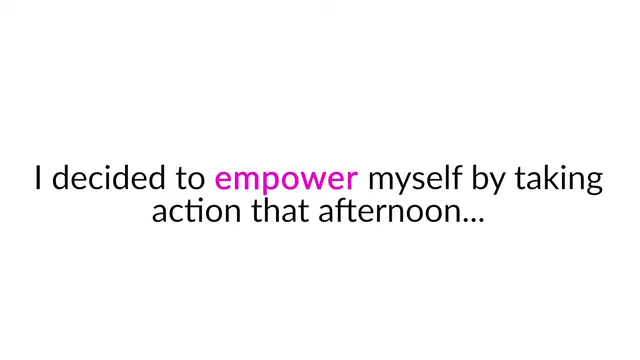 I decided to empower myself by taking
action that afternoon...